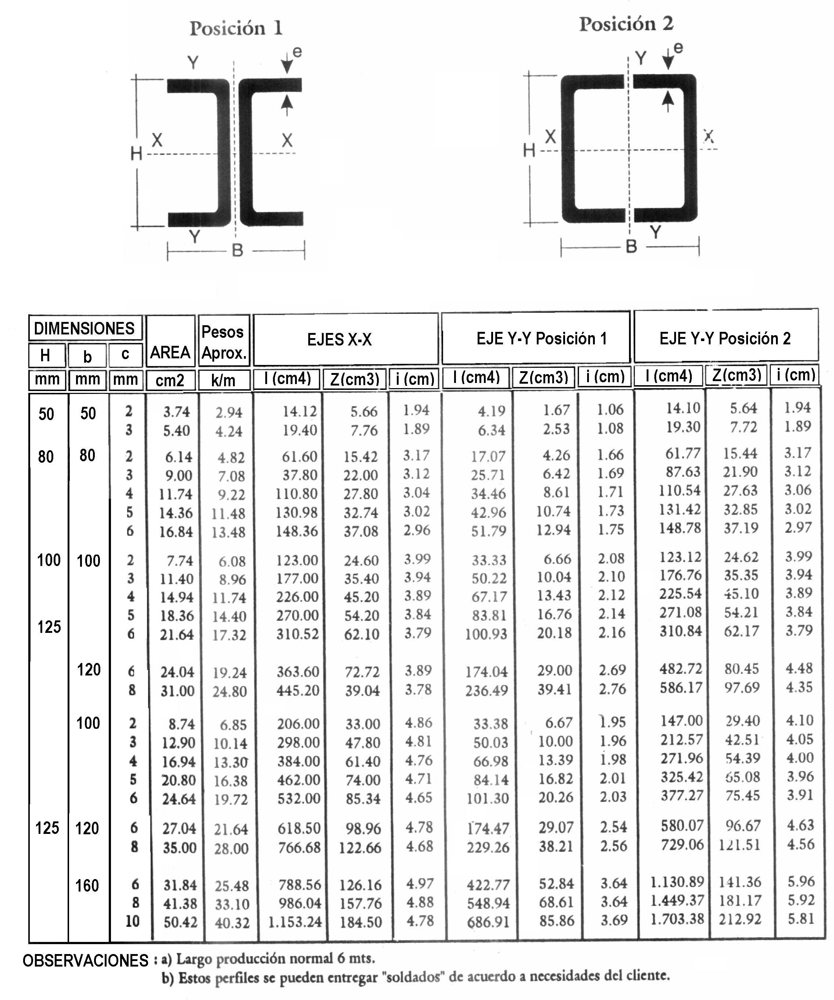 Posición 1
Posición 2
Y e
Y e
X X
X X
H
H
Y
Y
B
B
DIMENSIONES AREA Pesos Aprox. EJES X-X EJE Y-Y Posición 1 EJE Y-Y Posición 2
H b c
mm mm mm cm2 k/m I (cm4) Z(cm3) i (cm) I (cm4) Z(cm3) i (cm) I (cm4) Z(cm3) i (cm)
50 50 2 3.74 2.94 14.12 5.66 1.94 4.19 1.67 1.06 14.10 5.64 1.94
3 5.40 4.24 19.40 7.76 1.89 6.34 2.53 1.08 19.30 7.72 1.89
80 80 2 6.14 4.82 61.60 15.42 3.17 17.07 4.26 1.66 61.77 15.44 3.17
3 9.00 7.08 37.80 22.00 3.12 25.71 6.42 1.69 87.63 21.90 3.12
4 11.74 9.22 110.80 27.80 3.04 34.46 8.61 1.71 110.54 27.63 3.06
5 14.36 11.48 130.98 32.74 3.02 42.96 10.74 1.73 131.42 32.85 3.02
6 16.84 13.48 148.36 37.08 2.96 51.79 12.94 1.75 148.78 37.19 2.97
100 100 2 7.74 6.08 123.00 24.60 3.99 33.33 6.66 2.08 123.12 24.62 3.99
3 11.40 8.96 177.00 35.40 3.94 50.22 10.04 2.10 176.76 35.35 3.94
4 14.94 11.74 226.00 45.20 3.89 67.17 13.43 2.12 225.54 45.10 3.89
5 18.36 14.40 270.00 54.20 3.84 83.81 16.76 2.14 271.08 54.21 3.84
125 6 21.64 17.32 310.52 62.10 3.79 100.93 20.18 2.16 310.84 62.17 3.79
120 6 24.04 19.24 363.60 72.72 3.89 174.04 29.00 2.69 482.72 80.45 4.48
8 31.00 24.80 445.20 39.04 3.78 236.49 39.41 2.76 586.17 97.69 4.35
100 2 8.74 6.85 206.00 33.00 4.86 33.38 6.67 1.95 147.00 29.40 4.10
3 12.90 10.14 298.00 47.80 4.81 50.03 10.00 1.96 212.57 42.51 4.05
4 16.94 13.30 384.00 61.40 4.76 66.98 13.39 1.98 271.96 54.39 4.00
5 20.80 16.38 462.00 74.00 4.71 84.14 16.82 2.01 325.42 65.08 3.96
6 24.64 19.72 532.00 85.34 4.65 101.30 20.26 2.03 377.27 75.45 3.91
125 120 6 27.04 21.64 618.50 98.96 4.78 174.47 29.07 2.54 580.07 96.67 4.63
8 35.00 28.00 766.68 122.66 4.68 229.26 38.21 2.56 729.06 121.51 4.56
160 6 31.84 25.48 788.56 126.16 4.97 422.77 52.84 3.64 1.130.89 141.36 5.96
8 41.38 33.10 986.04 157.76 4.88 548.94 68.61 3.64 1.449.37 181.17 5.92
10 50.42 40.32 1.153.24 184.50 4.78 686.91 85.86 3.69 1.703.38 212.92 5.81
OBSERVACIONES : a) Largo producción normal 6 mts.
b) Estos perfiles se pueden entregar "soldados" de acuerdo a necesidades del cliente.